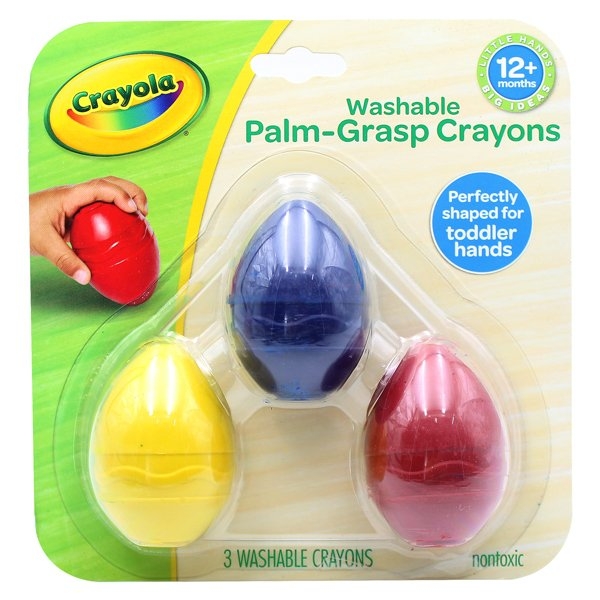 Crayola
LITTLE HANDS
12+
months
BIG IDEAS
Washable
Palm-Grasp Crayons
Perfectly
shaped for
toddler
hands
3 WASHABLE CRAYONS
nontoxic